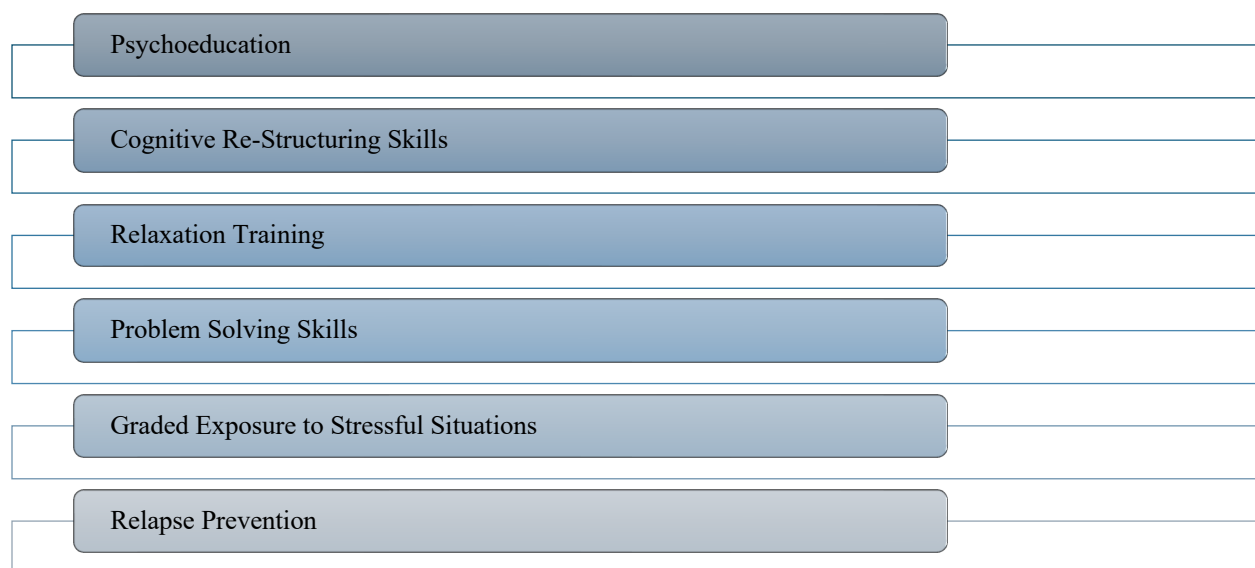 Psychoeducation
Cognitive Re-Structuring Skills
Relaxation Training
Problem Solving Skills
Graded Exposure to Stressful Situations
Relapse Prevention